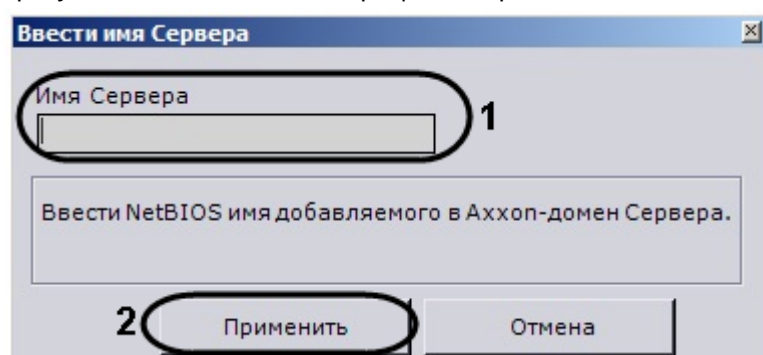 Ввести имя Сервера
Имя Сервера
1
Ввести NetBIOS имя добавляемого в Axxon-домен Сервера.
2
Применить
Отмена